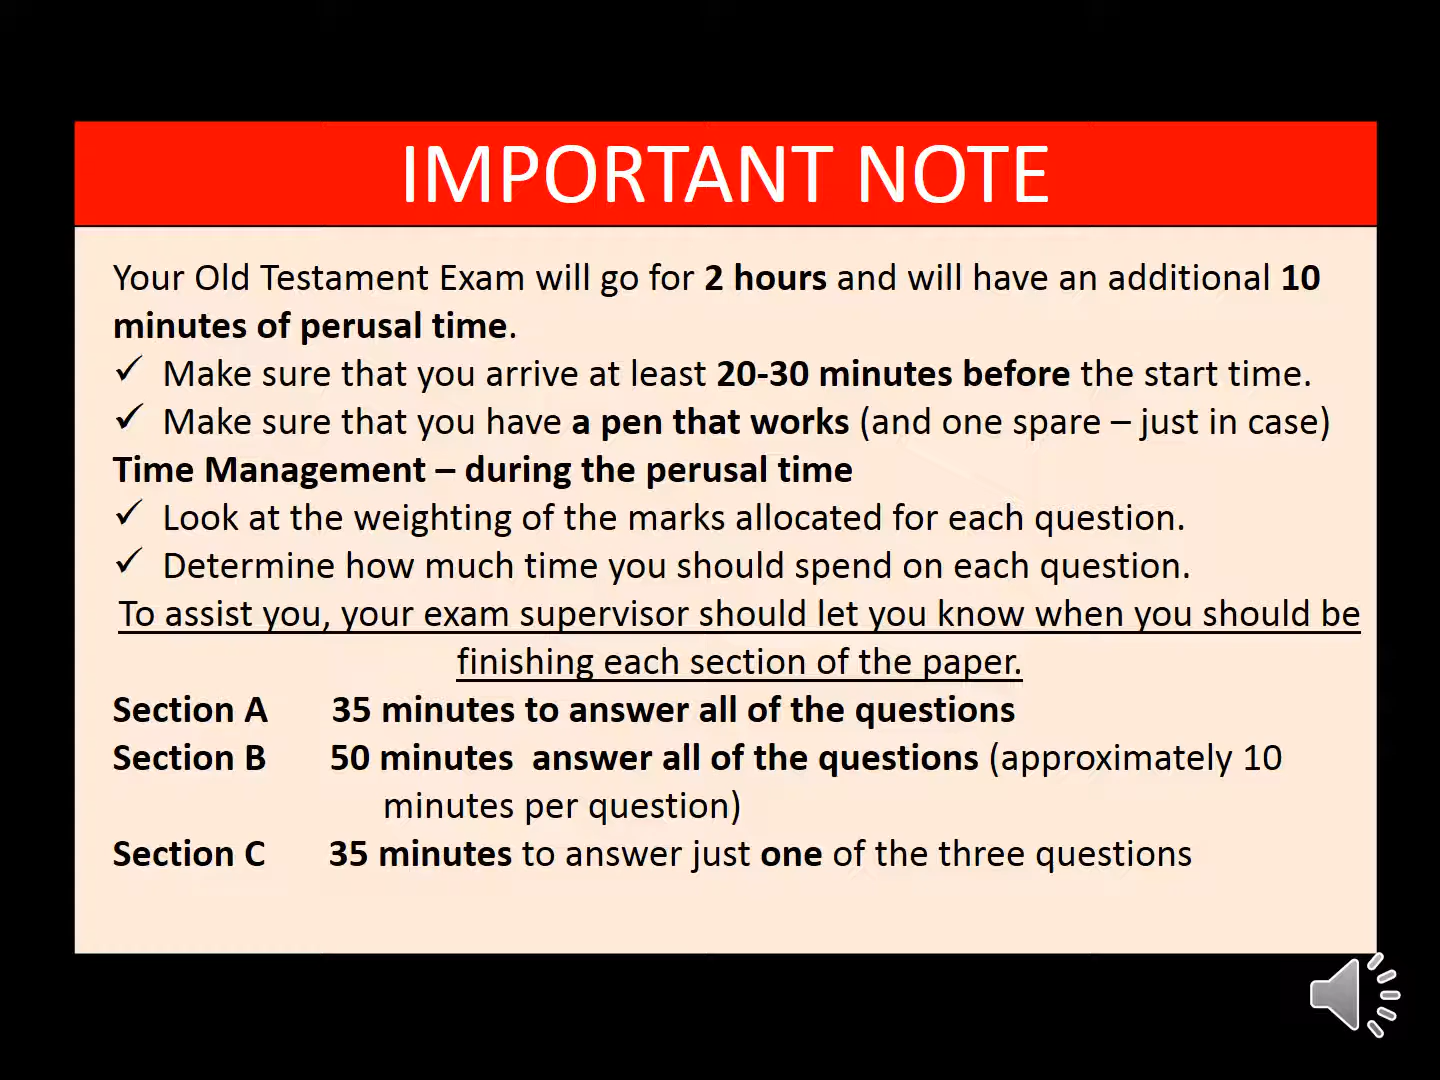 IMPORTANT NOTE
Your Old Testament Exam will go for 2 hours and will have an additional 10
minutes of perusal time.
✓ Make sure that you arrive at least 20-30 minutes before the start time.
✓ Make sure that you have a pen that works (and one spare – just in case)
Time Management – during the perusal time
✓ Look at the weighting of the marks allocated for each question.
✓ Determine how much time you should spend on each question.
To assist you, your exam supervisor should let you know when you should be
finishing each section of the paper.
Section A 35 minutes to answer all of the questions
Section B 50 minutes answer all of the questions (approximately 10
minutes per question)
Section C 35 minutes to answer just one of the three questions